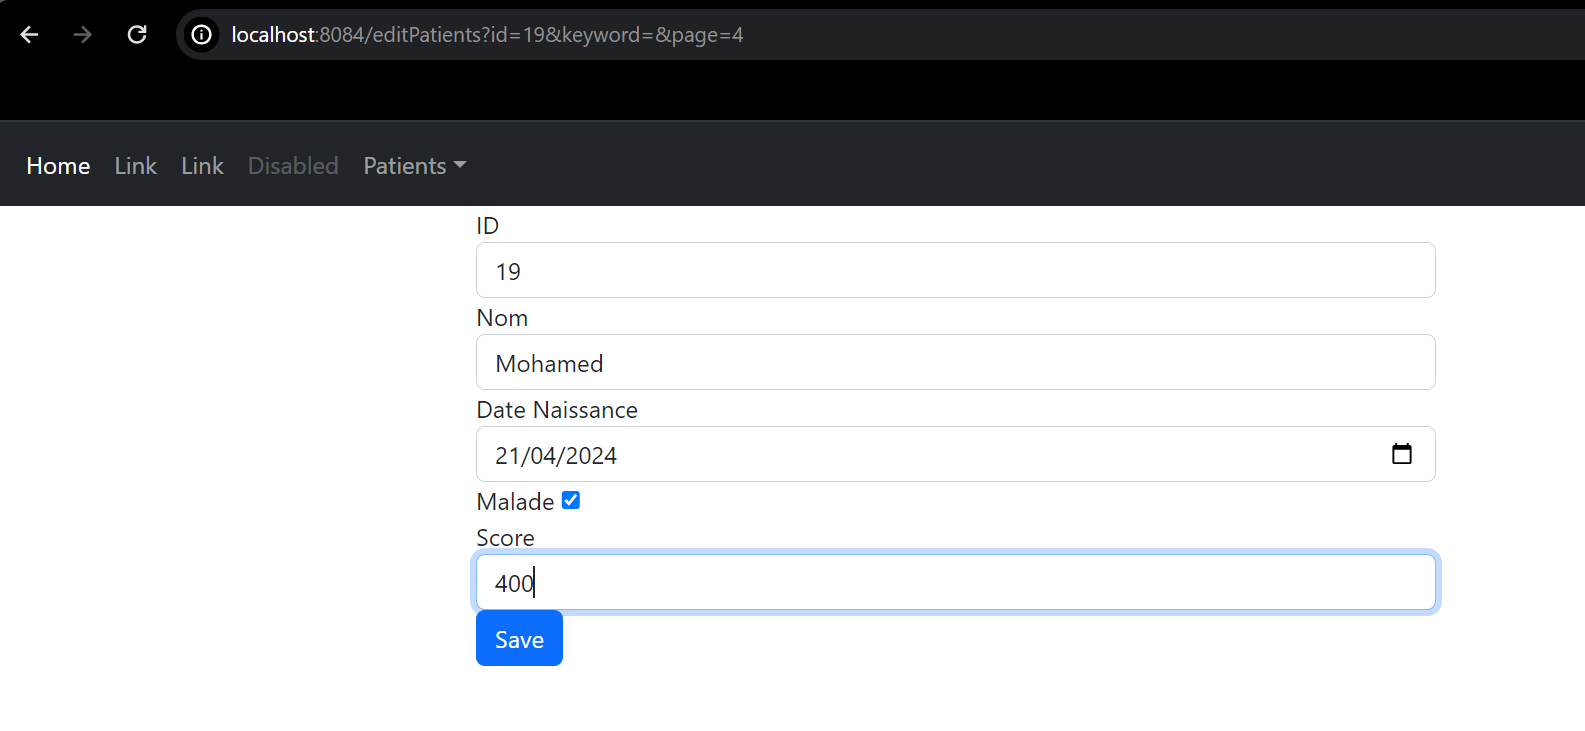 localhost:8084/editPatients?id=19&keyword=&page=4
Home Link Link Disabled Patients
ID
19
Nom
Mohamed
Date Naissance
21/04/2024
Malade
Score
400
Save